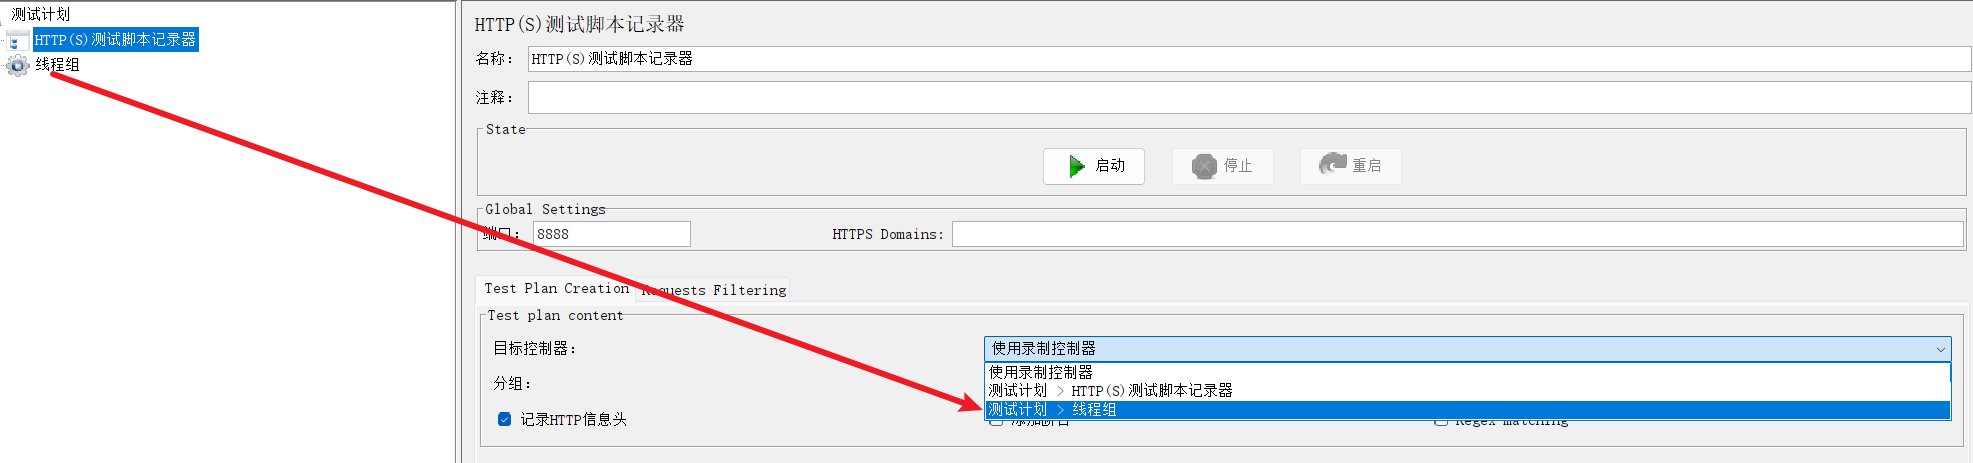 测试计划
HTTP(S)测试脚本记录器
线程组
HTTP(S)测试脚本记录器
名称： HTTP(S)测试脚本记录器
注释：
State
启动 停止 重启
Global Settings
端口： 8888 HTTPS Domains:
Test Plan Creation Requests Filtering
Test plan content
目标控制器： 使用录制控制器
使用录制控制器
分组：
测试计划 > HTTP(S)测试脚本记录器
测试计划 > 线程组
记录HTTP信息头 添加断言 Regex matching